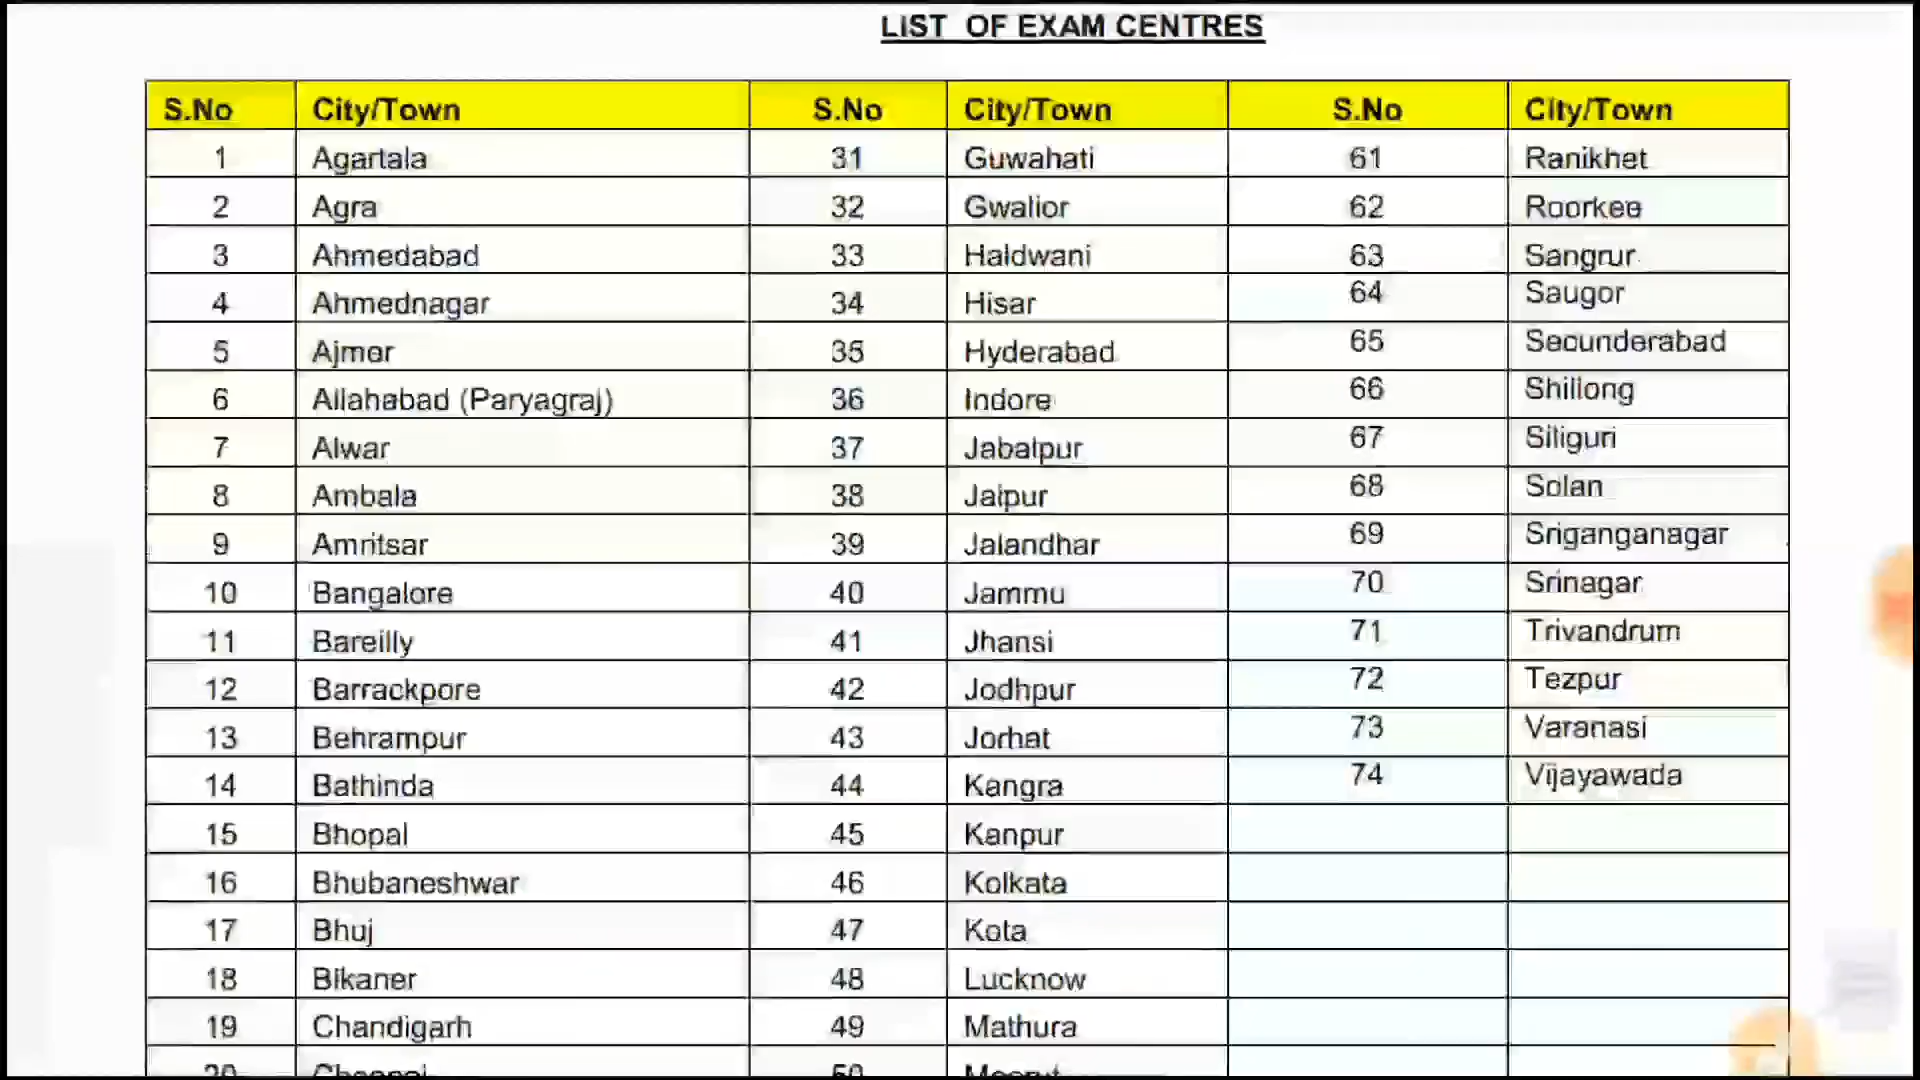 LIST OF EXAM CENTRES
S.No City/Town S.No City/Town S.No City/Town
1 Agartala 31 Guwahati 61 Ranikhet
2 Agra 32 Gwalior 62 Roorkee
3 Ahmedabad 33 Haldwani 63 Sangrur
4 Ahmednagar 34 Hisar 64 Saugor
5 Ajmer 35 Hyderabad 65 Secunderabad
6 Allahabad (Paryagraj) 36 Indore 66 Shillong
7 Alwar 37 Jabalpur 67 Siliguri
8 Ambala 38 Jaipur 68 Solan
9 Amritsar 39 Jalandhar 69 Sriganganagar
10 Bangalore 40 Jammu 70 Srinagar
11 Bareilly 41 Jhansi 71 Trivandrum
12 Barrackpore 42 Jodhpur 72 Tezpur
13 Behrampur 43 Jorhat 73 Varanasi
14 Bathinda 44 Kangra 74 Vijayawada
15 Bhopal 45 Kanpur
16 Bhubaneshwar 46 Kolkata
17 Bhuj 47 Kota
18 Bikaner 48 Lucknow
19 Chandigarh 49 Mathura
20 Chennai 50 Meerut